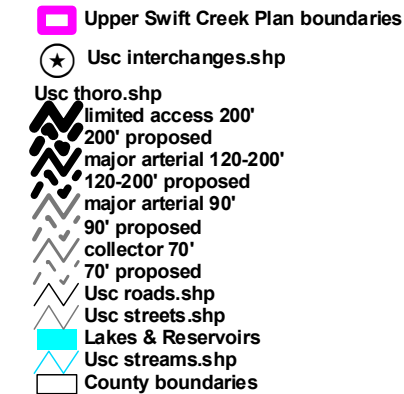 Upper Swift Creek Plan boundaries
Usc interchanges.shp
Usc thoro.shp
limited access 200'
200' proposed
major arterial 120-200'
120-200' proposed
major arterial 90'
90' proposed
collector 70'
70' proposed
Usc roads.shp
Usc streets.shp
Lakes & Reservoirs
Usc streams.shp
County boundaries